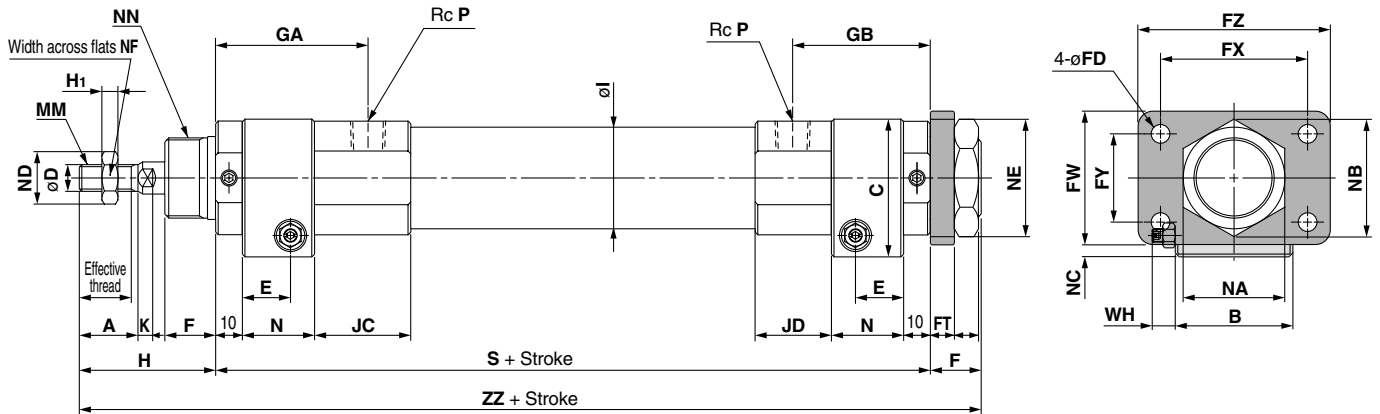 NN
GA
Rc P
Rc P
GB
FZ
FX
4-øFD
Width across flats NF
H1
MM
ND
øD
øI
C
NE
FW
FY
NB
NC
Effective
thread
E
E
NA
A
K
F
10
N
JC
JD
N
10
FT
WH
B
H
S + Stroke
F
ZZ + Stroke